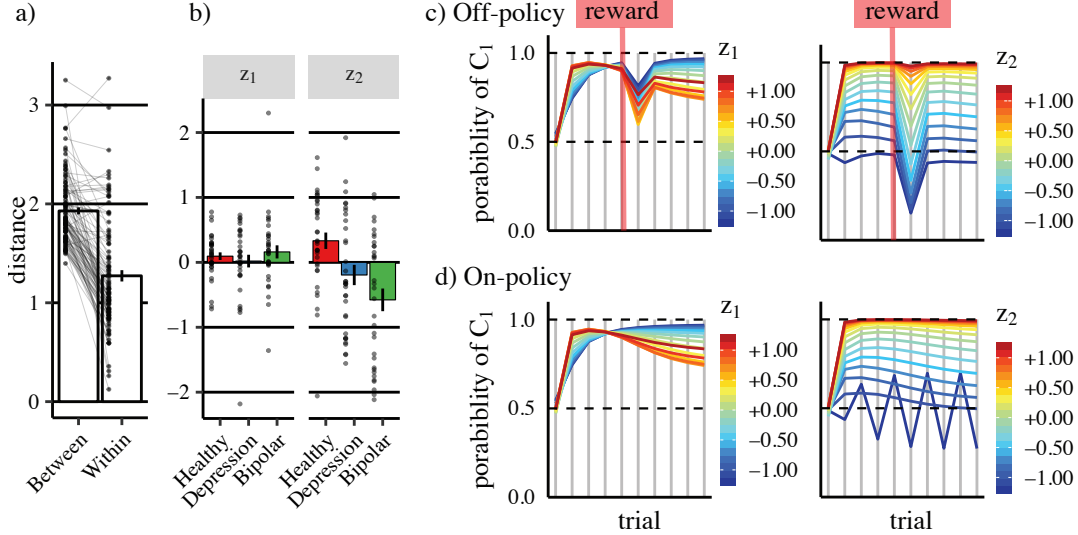 a)
distance
3
2
1
0
Between
Within
b)
z1
z2
2
1
0
−1
−2
Healthy
Depression
Bipolar
Healthy
Depression
Bipolar
c) Off-policy
reward
reward
porabiblity of C1
1.0
0.5
0.0
z1
+1.00
+0.50
+0.00
−0.50
−1.00
z2
+1.00
+0.50
+0.00
−0.50
−1.00
d) On-policy
porabiblity of C1
1.0
0.5
0.0
z1
+1.00
+0.50
+0.00
−0.50
−1.00
z2
+1.00
+0.50
+0.00
−0.50
−1.00
trial